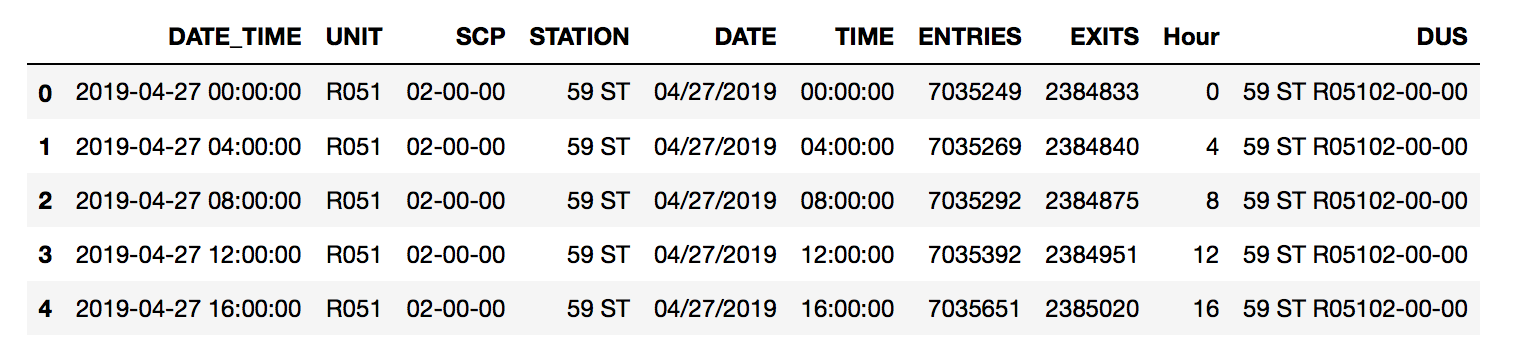 DATE_TIME UNIT SCP STATION DATE TIME ENTRIES EXITS Hour DUS
0 2019-04-27 00:00:00 R051 02-00-00 59 ST 04/27/2019 00:00:00 7035249 2384833 0 59 ST R05102-00-00
1 2019-04-27 04:00:00 R051 02-00-00 59 ST 04/27/2019 04:00:00 7035269 2384840 4 59 ST R05102-00-00
2 2019-04-27 08:00:00 R051 02-00-00 59 ST 04/27/2019 08:00:00 7035292 2384875 8 59 ST R05102-00-00
3 2019-04-27 12:00:00 R051 02-00-00 59 ST 04/27/2019 12:00:00 7035392 2384951 12 59 ST R05102-00-00
4 2019-04-27 16:00:00 R051 02-00-00 59 ST 04/27/2019 16:00:00 7035651 2385020 16 59 ST R05102-00-00